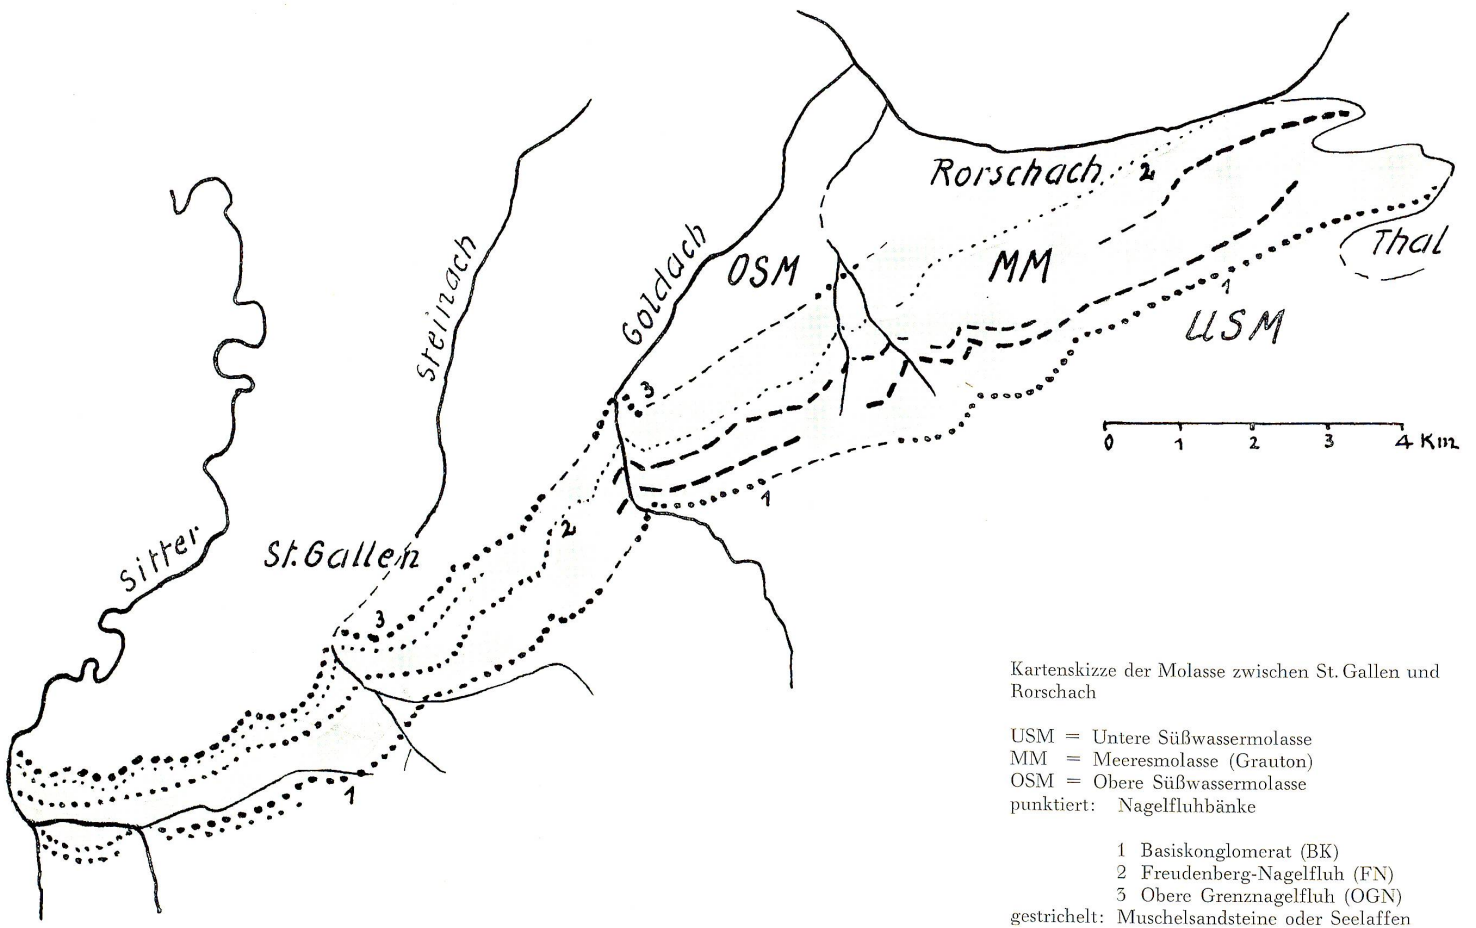 Rorschach
2
Thal
Steinach
Goldach
OSM
MM
1
USM
3
0 1 2 3 4 Km
1
2
Sitter
St. Gallen
3
1
Kartenskizze der Molasse zwischen St. Gallen und
Rorschach
USM = Untere Süßwassermolasse
MM = Meeresmolasse (Grauton)
OSM = Obere Süßwassermolasse
punktiert: Nagelfluhbänke
1 Basiskonglomerat (BK)
2 Freudenberg-Nagelfluh (FN)
3 Obere Grenznagelfluh (OGN)
gestrichelt: Muschelsandsteine oder Seelaffen